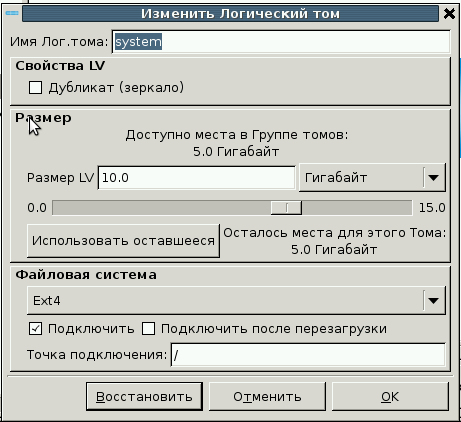 Изменить Логический том
Имя Лог.тома: system
Свойства LV
Дубликат (зеркало)
Размер
Доступно места в Группе томов:
5.0 Гигабайт
Размер LV 10.0 Гигабайт
0.0 15.0
Использовать оставшееся
Осталось места для этого Тома:
5.0 Гигабайт
Файловая система
Ext4
Подключить Подключить после перезагрузки
Точка подключения: /
Восстановить Отменить OK